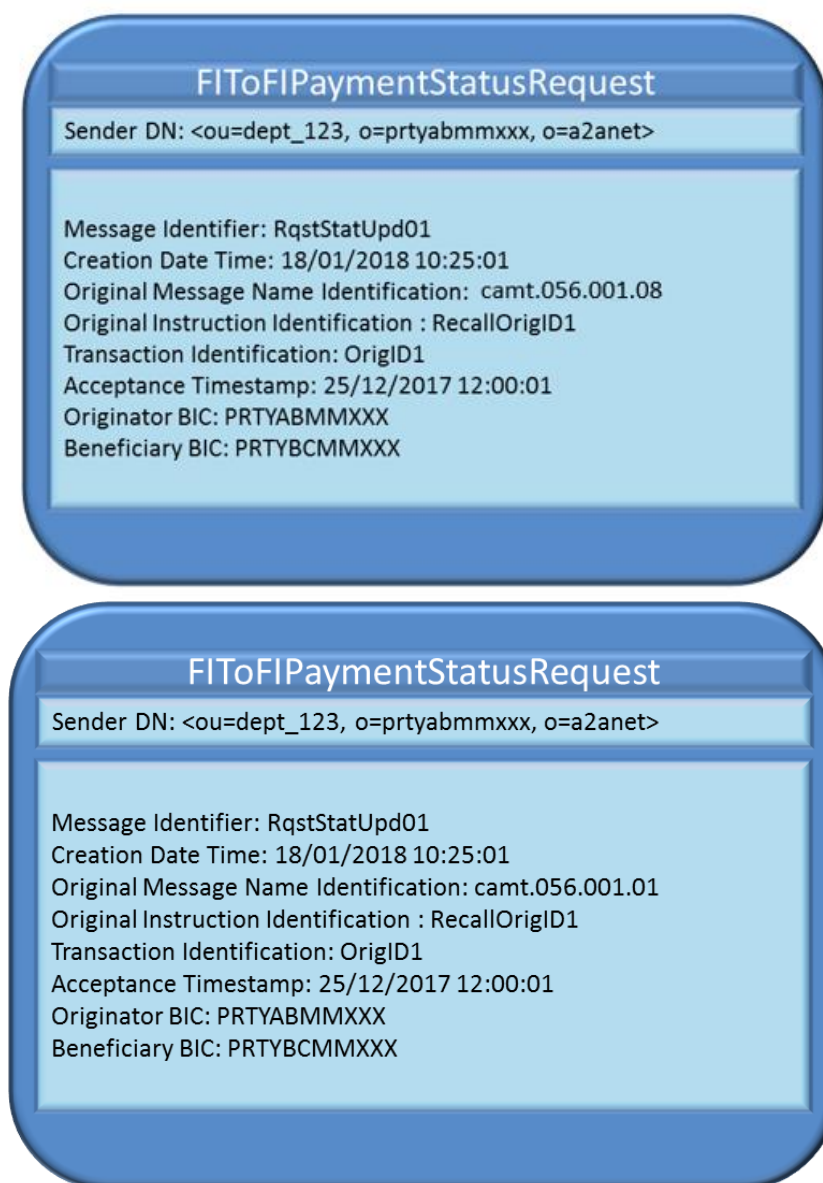 FIToFIPaymentStatusRequest
Sender DN: <ou=dept_123, o=prtyabmmxxx, o=a2anet>
Message Identifier: RqstStatUpd01
Creation Date Time: 18/01/2018 10:25:01
Original Message Name Identification: camt.056.001.08
Original Instruction Identification : RecallOrigID1
Transaction Identification: OrigID1
Acceptance Timestamp: 25/12/2017 12:00:01
Originator BIC: PRTYABMMXXX
Beneficiary BIC: PRTYBCMMXXX
FIToFIPaymentStatusRequest
Sender DN: <ou=dept_123, o=prtyabmmxxx, o=a2anet>
Message Identifier: RqstStatUpd01
Creation Date Time: 18/01/2018 10:25:01
Original Message Name Identification: camt.056.001.01
Original Instruction Identification : RecallOrigID1
Transaction Identification: OrigID1
Acceptance Timestamp: 25/12/2017 12:00:01
Originator BIC: PRTYABMMXXX
Beneficiary BIC: PRTYBCMMXXX